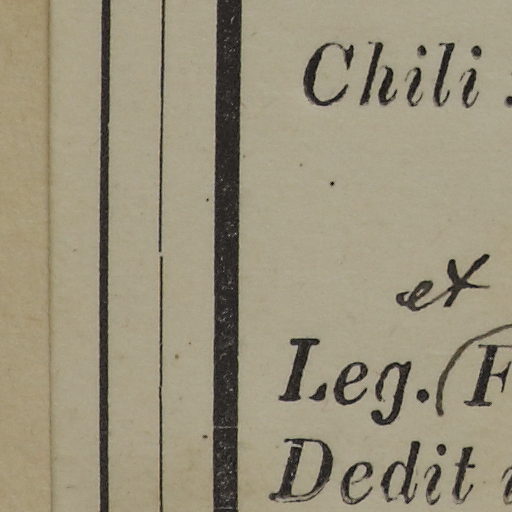 Chili
ex
Leg. (F
Dedit